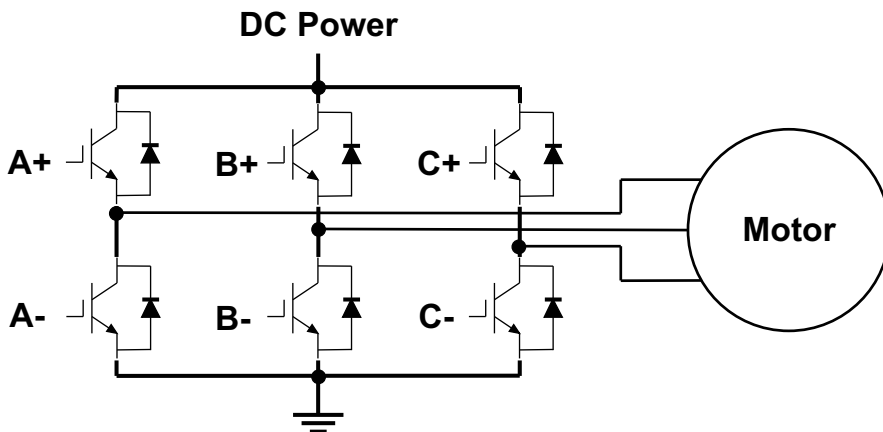 DC Power
A+
B+
C+
Motor
A-
B-
C-